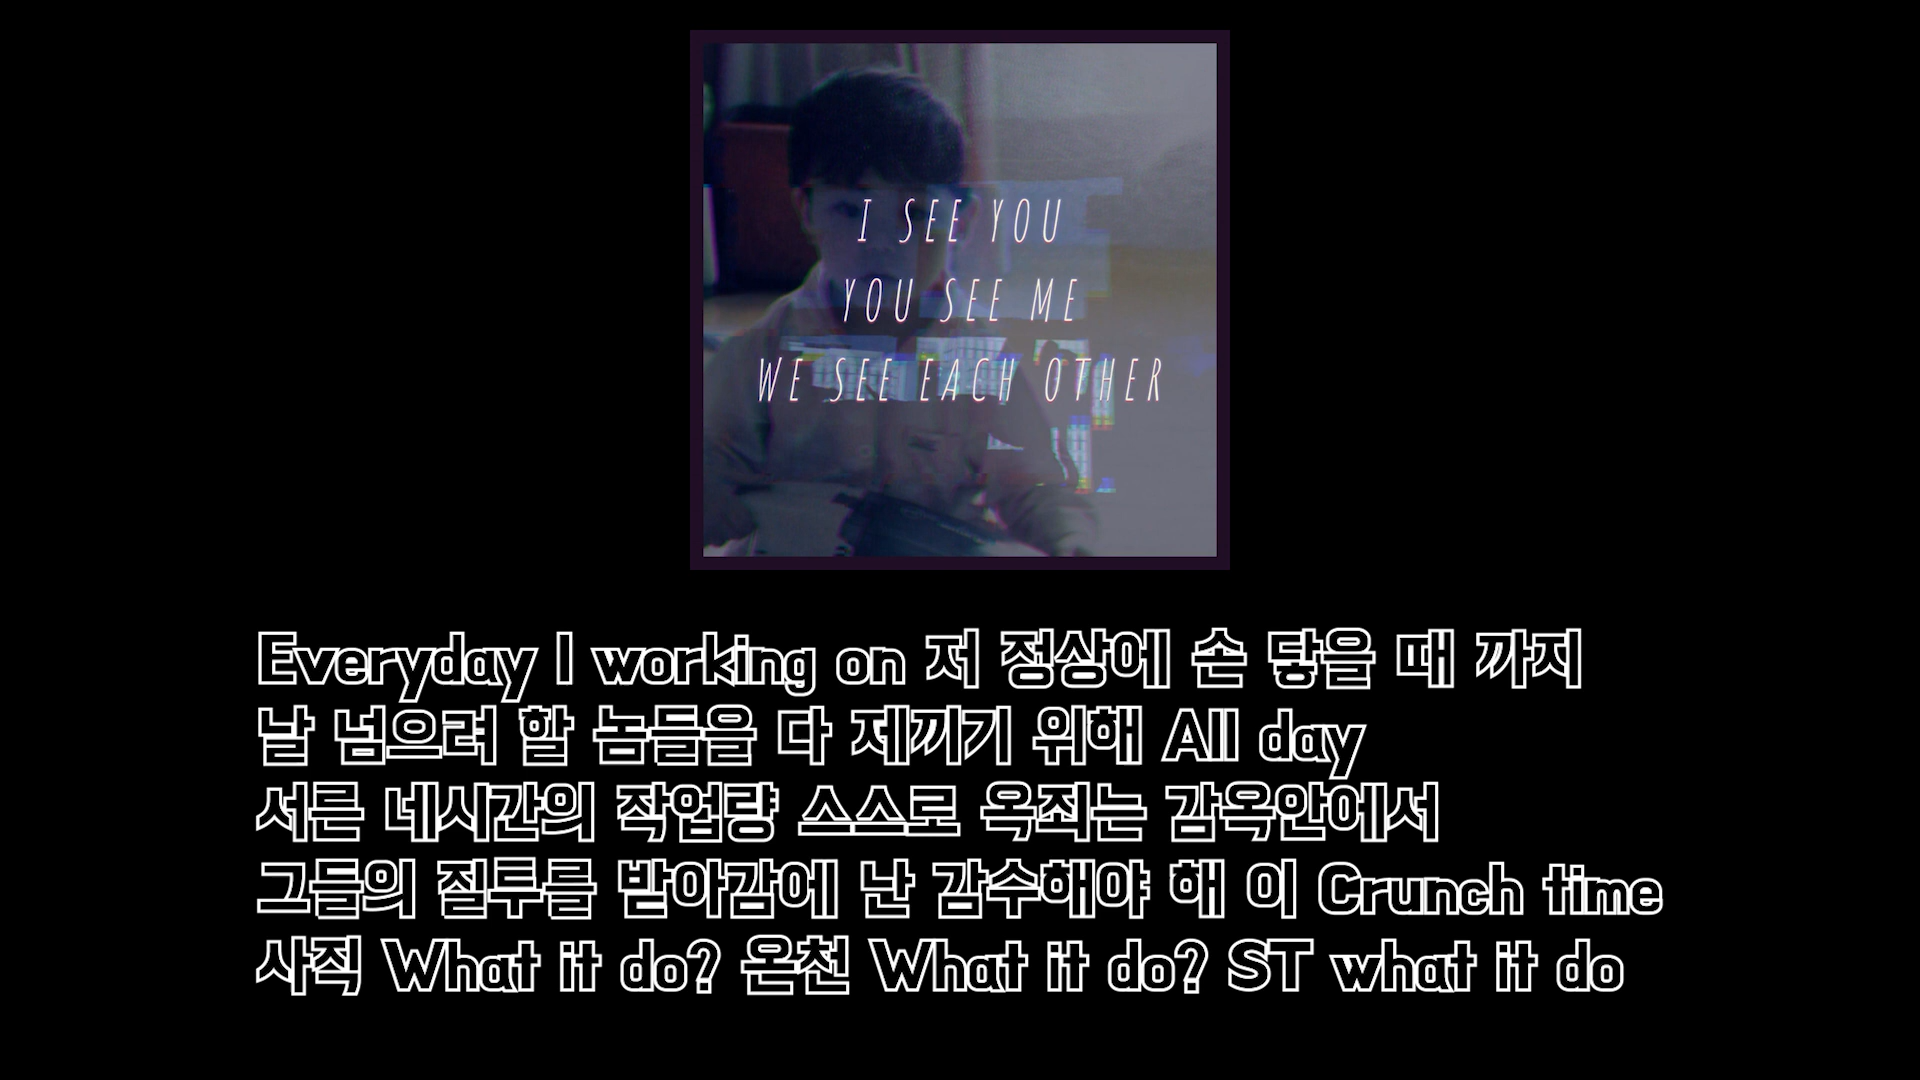 I SEE YOU
YOU SEE ME
WE SEE EACH OTHER
Everyday I working on 저 정상에 손 닿을 때 까지
날 넘으려 할 놈들을 다 제끼기 위해 All day
서른 네시간의 작업량 스스로 옥죄는 감옥안에서
그들의 질투를 받아감에 난 감수해야 해 이 Crunch time
사직 What it do? 온천 What it do? ST what it do